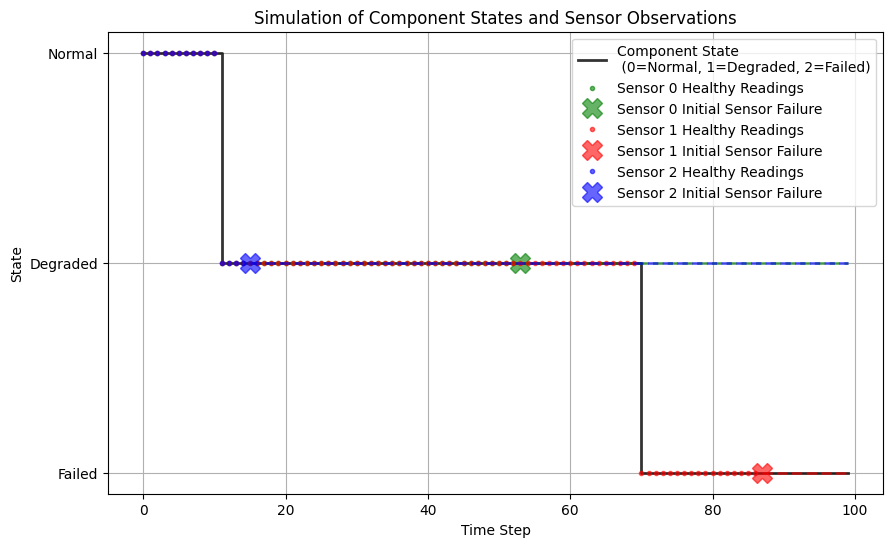 Simulation of Component States and Sensor Observations
Normal
Degraded
Failed
State
Component State
(0=Normal, 1=Degraded, 2=Failed)
Sensor 0 Healthy Readings
Sensor 0 Initial Sensor Failure
Sensor 1 Healthy Readings
Sensor 1 Initial Sensor Failure
Sensor 2 Healthy Readings
Sensor 2 Initial Sensor Failure
0
20
40
60
80
100
Time Step